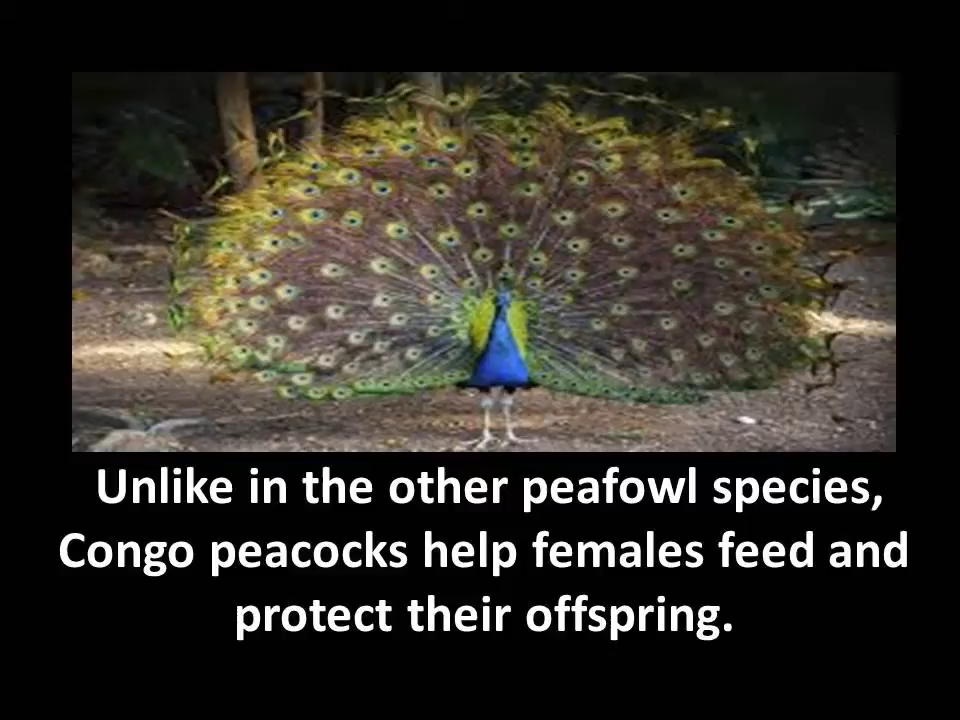 Unlike in the other peafowl species,
Congo peacocks help females feed and
protect their offspring.